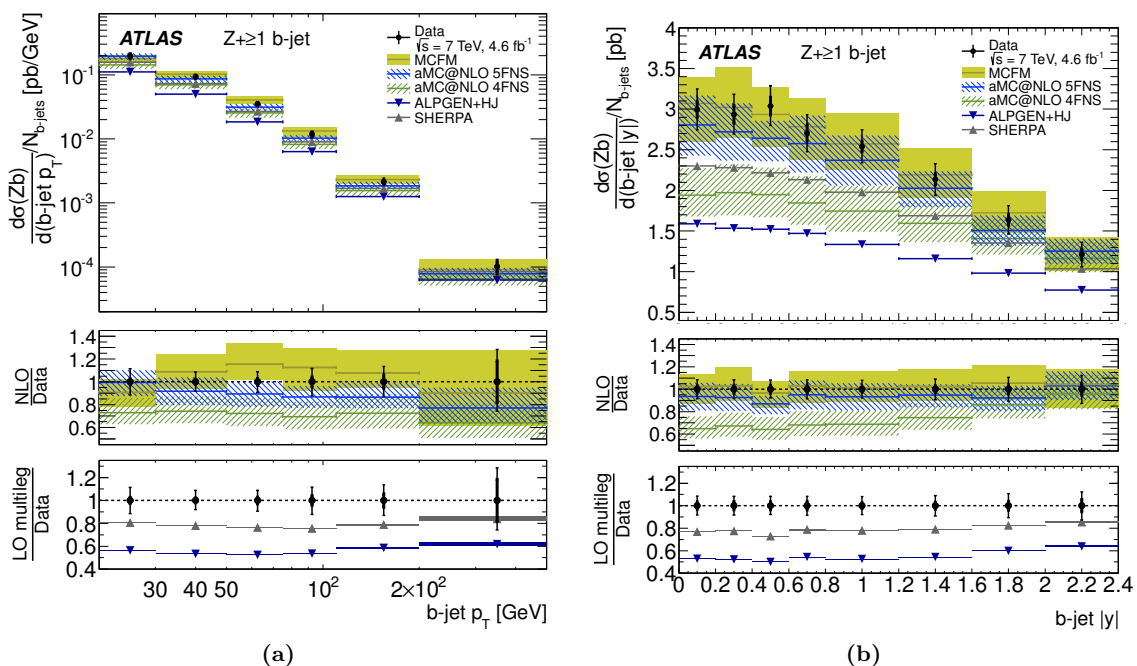 ATLAS Z+≥1 b-jet
Data
√s = 7 TeV, 4.6 fb⁻¹
MCFM
aMC@NLO 5FNS
aMC@NLO 4FNS
ALPGEN+HJ
SHERPA
dσ(Zb)/d(b-jet p_T)/N_b-jets [pb/GeV]
10⁻¹
10⁻²
10⁻³
10⁻⁴
NLO/Data
1.4
1.2
1
0.8
0.6
LO multileg/Data
1.2
1
0.8
0.6
0.4
30 40 50 10² 2×10²
b-jet p_T [GeV]
(a)
ATLAS Z+≥1 b-jet
Data
√s = 7 TeV, 4.6 fb⁻¹
MCFM
aMC@NLO 5FNS
aMC@NLO 4FNS
ALPGEN+HJ
SHERPA
dσ(Zb)/d(b-jet |y|)/N_b-jets [pb]
4
3.5
3
2.5
2
1.5
1
0.5
NLO/Data
1.4
1.2
1
0.8
0.6
LO multileg/Data
1.2
1
0.8
0.6
0.4
0 0.2 0.4 0.6 0.8 1 1.2 1.4 1.6 1.8 2 2.2 2.4
b-jet |y|
(b)